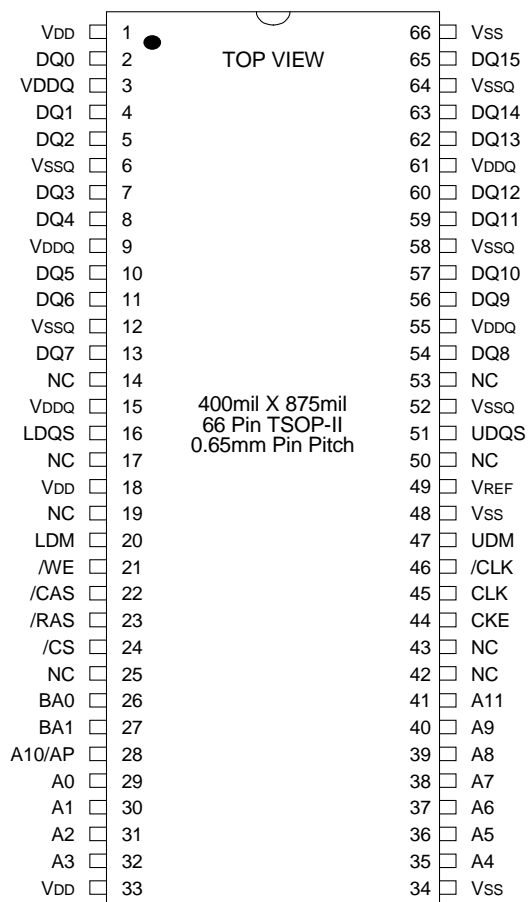 VDD 1 66 VSS
DQ0 2 TOP VIEW 65 DQ15
VDDQ 3 64 VSSQ
DQ1 4 63 DQ14
DQ2 5 62 DQ13
VSSQ 6 61 VDDQ
DQ3 7 60 DQ12
DQ4 8 59 DQ11
VDDQ 9 58 VSSQ
DQ5 10 57 DQ10
DQ6 11 56 DQ9
VSSQ 12 55 VDDQ
DQ7 13 54 DQ8
NC 14 53 NC
VDDQ 15 400mil X 875mil 52 VSSQ
LDQS 16 66 Pin TSOP-II 51 UDQS
NC 17 0.65mm Pin Pitch 50 NC
VDD 18 49 VREF
NC 19 48 VSS
LDM 20 47 UDM
/WE 21 46 /CLK
/CAS 22 45 CLK
/RAS 23 44 CKE
/CS 24 43 NC
NC 25 42 NC
BA0 26 41 A11
BA1 27 40 A9
A10/AP 28 39 A8
A0 29 38 A7
A1 30 37 A6
A2 31 36 A5
A3 32 35 A4
VDD 33 34 VSS